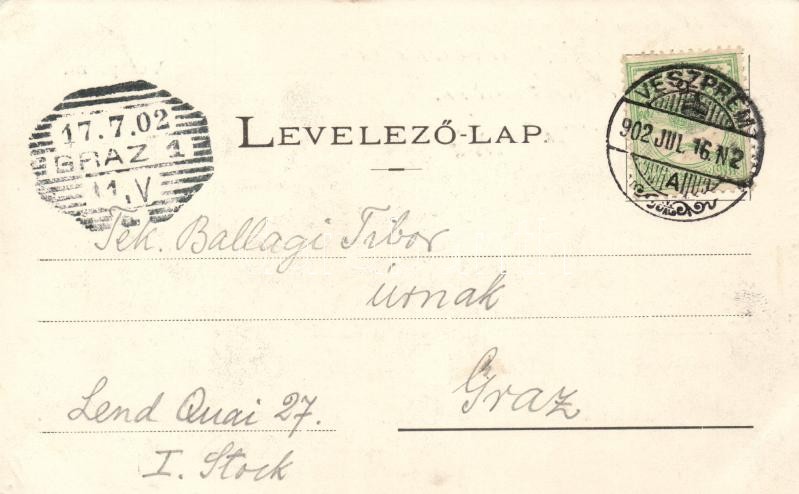 LEVELEZŐ-LAP.
VESZPRÉM
902 JUL. 16. N2
A
17.7.02
GRAZ 1
11.V
Tek. Ballagi Tibor
úrnak
Graz
Lend Quai 27.
I. Stock